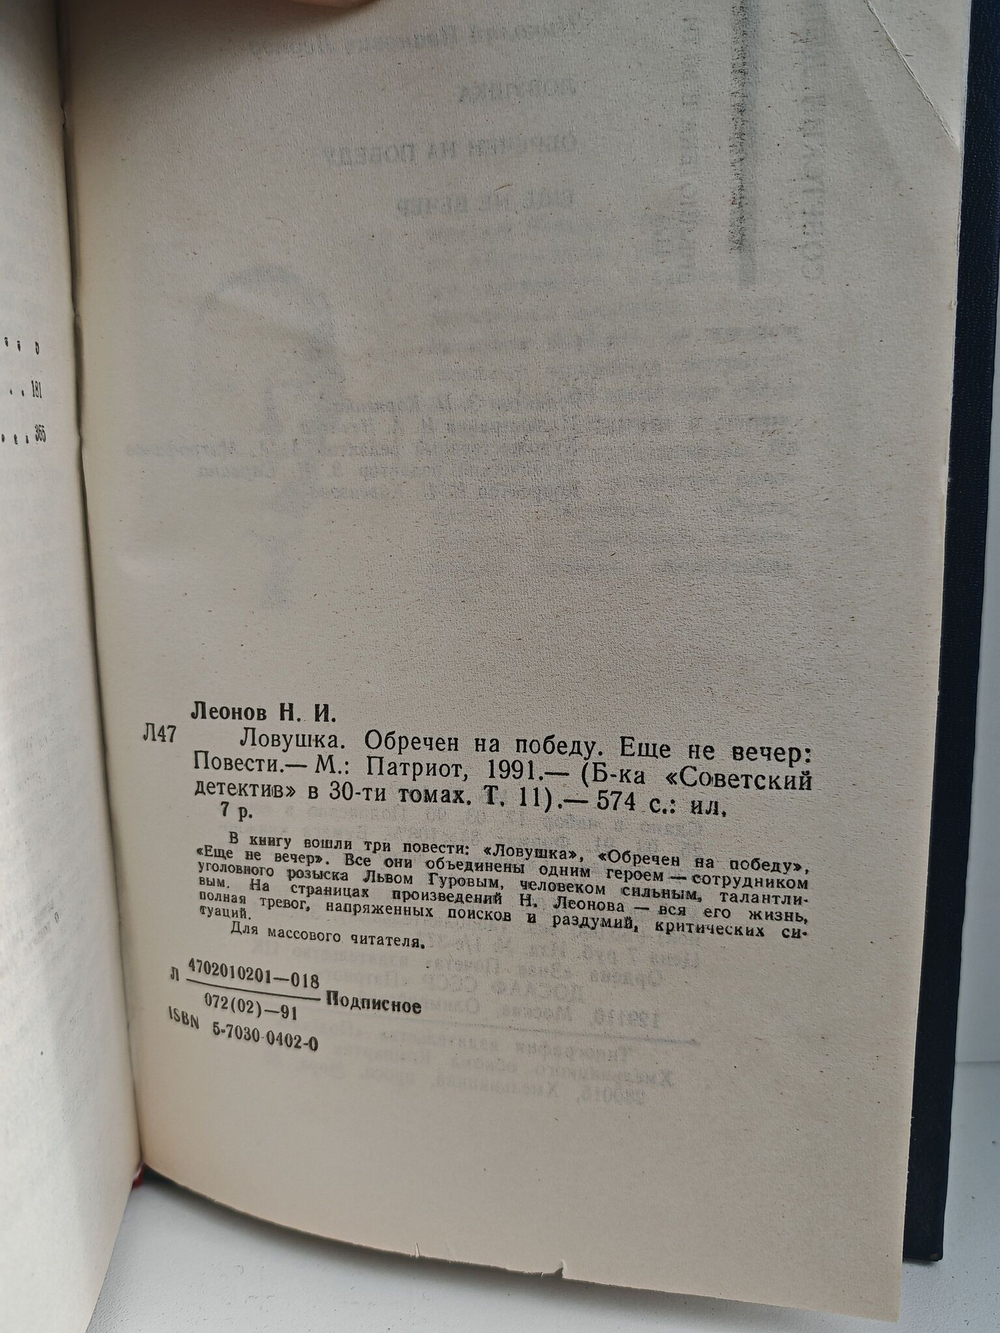 . . 181
365
Леонов Н. И.
Л47
Ловушка. Обречен на победу. Еще не вечер:
Повести.— М.: Патриот, 1991.— (Б-ка «Советский
детектив» в 30-ти томах. Т. 11).— 574 с.: ил.
7 р.
В книгу вошли три повести: «Ловушка», «Обречен на победу»,
«Еще не вечер». Все они объединены одним героем — сотрудником
уголовного розыска Львом Гуровым, человеком сильным, талантли-
вым. На страницах произведений Н. Леонова — вся его жизнь,
полная тревог, напряженных поисков и раздумий, критических си-
туаций.
Для массового читателя.
Л 4702010201—018
072(02)—91
Подписное
ISBN 5-7030-0402-0